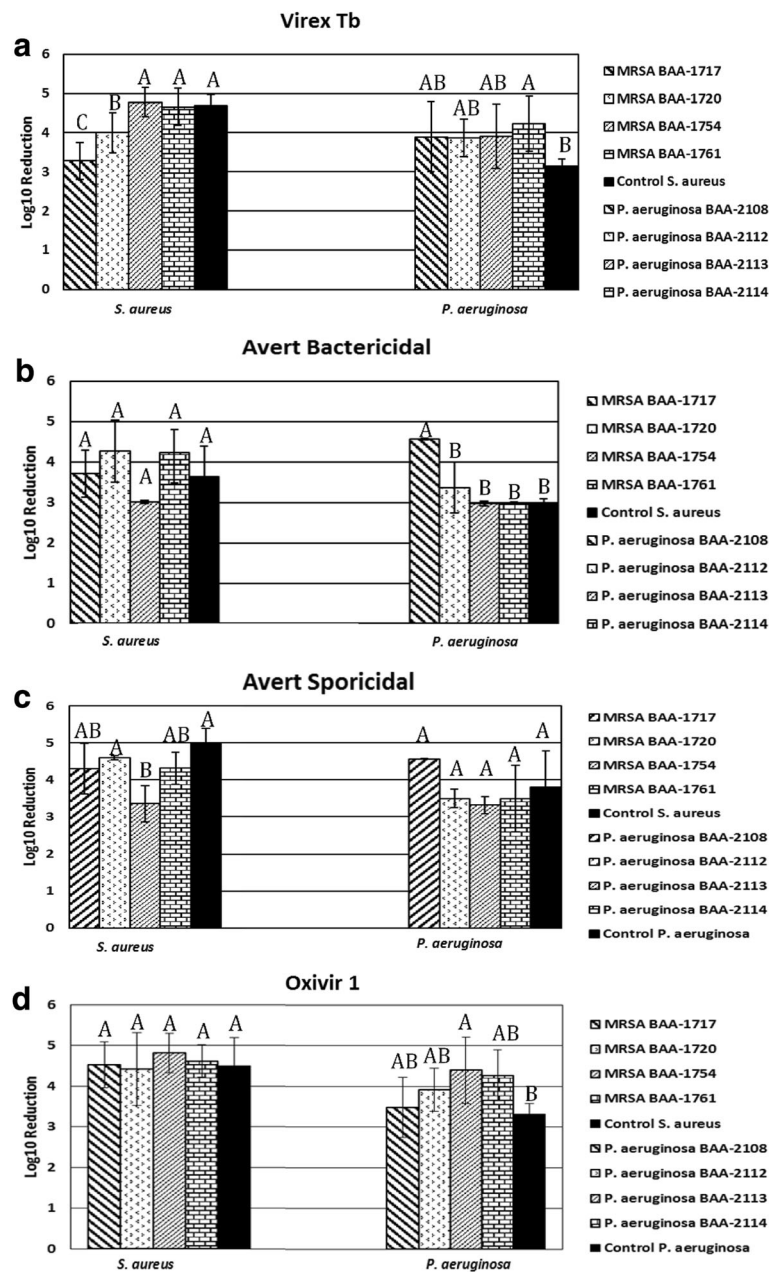 a
Virex Tb
Log10 Reduction
6
5
4
3
2
1
0
C
B
A
A
A
AB
AB
AB
A
B
S. aureus
P. aeruginosa
MRSA BAA-1717
MRSA BAA-1720
MRSA BAA-1754
MRSA BAA-1761
Control S. aureus
P. aeruginosa BAA-2108
P. aeruginosa BAA-2112
P. aeruginosa BAA-2113
P. aeruginosa BAA-2114
b
Avert Bactericidal
Log10 Reduction
6
5
4
3
2
1
0
A
A
A
A
A
A
B
B
B
B
S. aureus
P. aeruginosa
MRSA BAA-1717
MRSA BAA-1720
MRSA BAA-1754
MRSA BAA-1761
Control S. aureus
P. aeruginosa BAA-2108
P. aeruginosa BAA-2112
P. aeruginosa BAA-2113
P. aeruginosa BAA-2114
c
Avert Sporicidal
Log10 Reduction
6
5
4
3
2
1
0
AB
A
B
AB
A
A
A
A
A
A
S. aureus
P. aeruginosa
MRSA BAA-1717
MRSA BAA-1720
MRSA BAA-1754
MRSA BAA-1761
Control S. aureus
P. aeruginosa BAA-2108
P. aeruginosa BAA-2112
P. aeruginosa BAA-2113
P. aeruginosa BAA-2114
Control P. aeruginosa
d
Oxivir 1
Log10 Reduction
6
5
4
3
2
1
0
A
A
A
A
A
AB
AB
A
AB
B
S. aureus
P. aeruginosa
MRSA BAA-1717
MRSA BAA-1720
MRSA BAA-1754
MRSA BAA-1761
Control S. aureus
P. aeruginosa BAA-2108
P. aeruginosa BAA-2112
P. aeruginosa BAA-2113
P. aeruginosa BAA-2114
Control P. aeruginosa